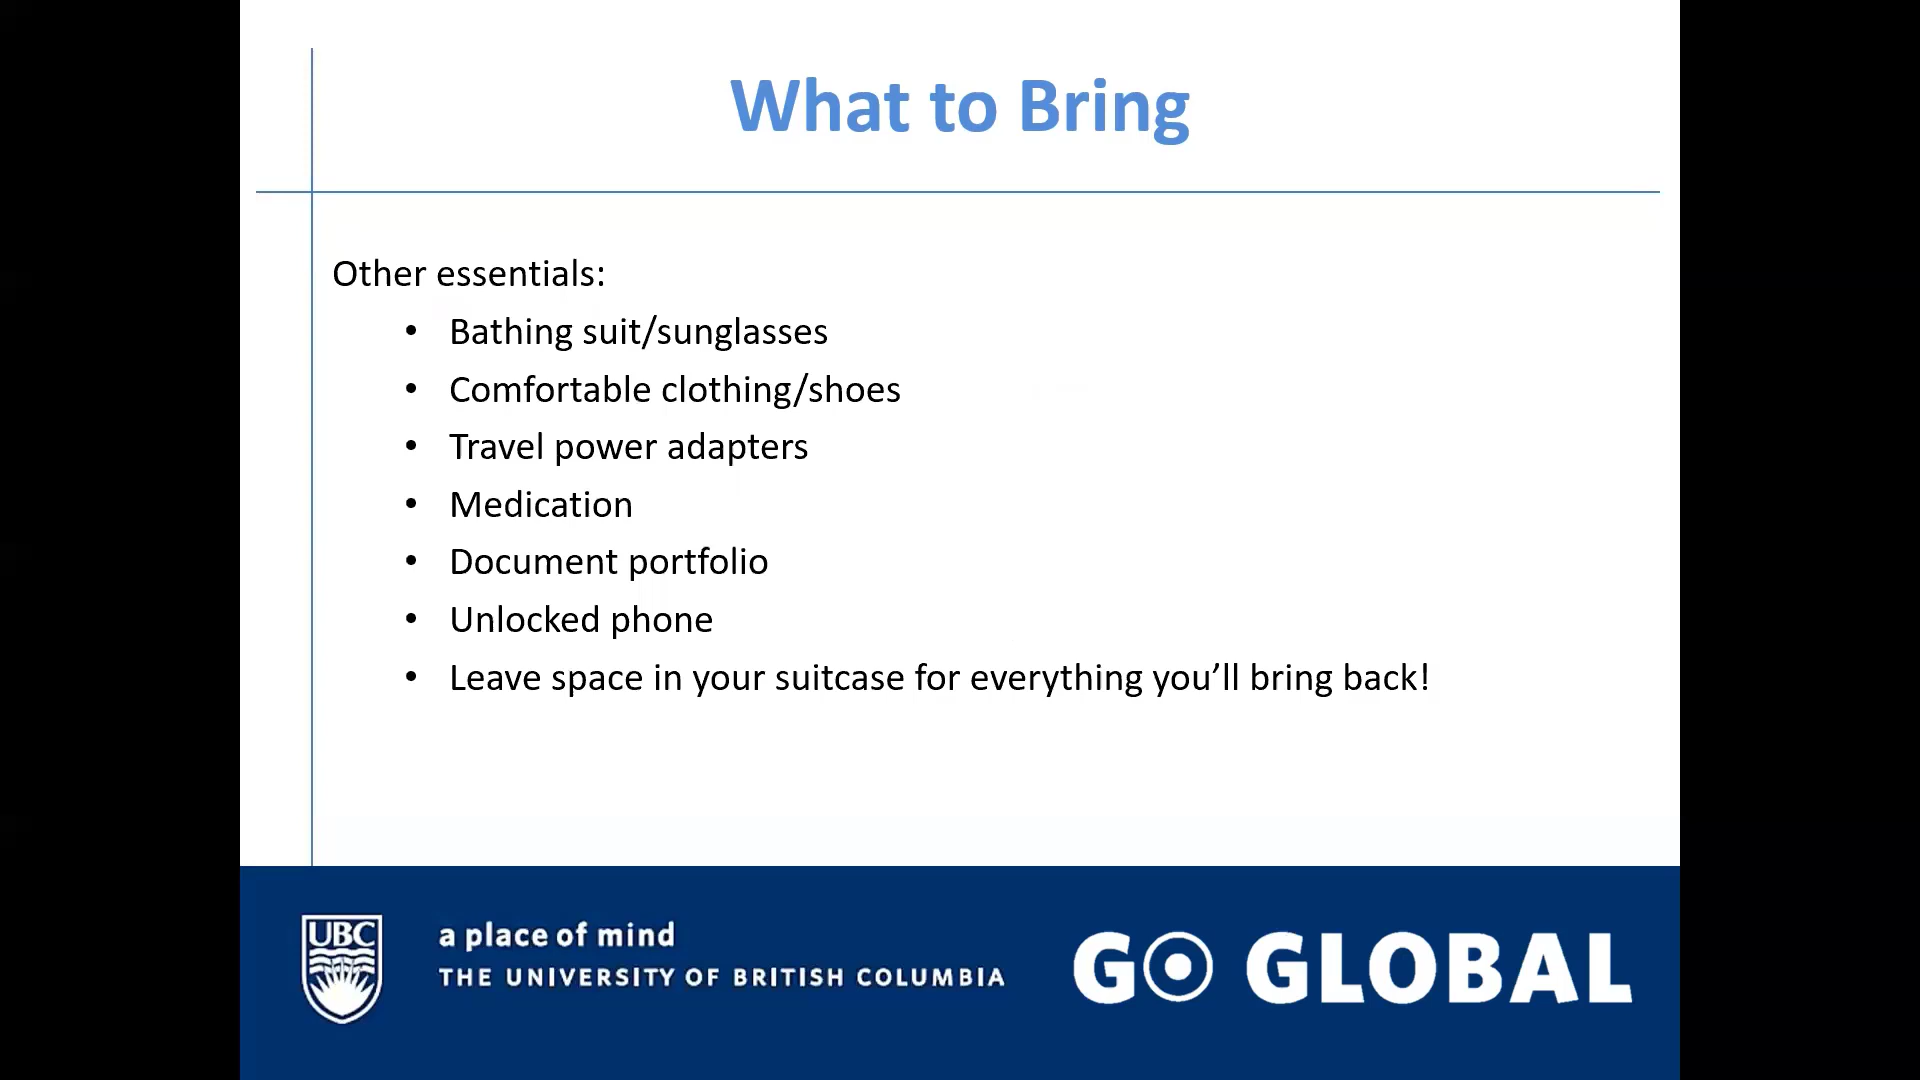 What to Bring
Other essentials:
• Bathing suit/sunglasses
• Comfortable clothing/shoes
• Travel power adapters
• Medication
• Document portfolio
• Unlocked phone
• Leave space in your suitcase for everything you’ll bring back!
UBC
a place of mind
THE UNIVERSITY OF BRITISH COLUMBIA
GO GLOBAL